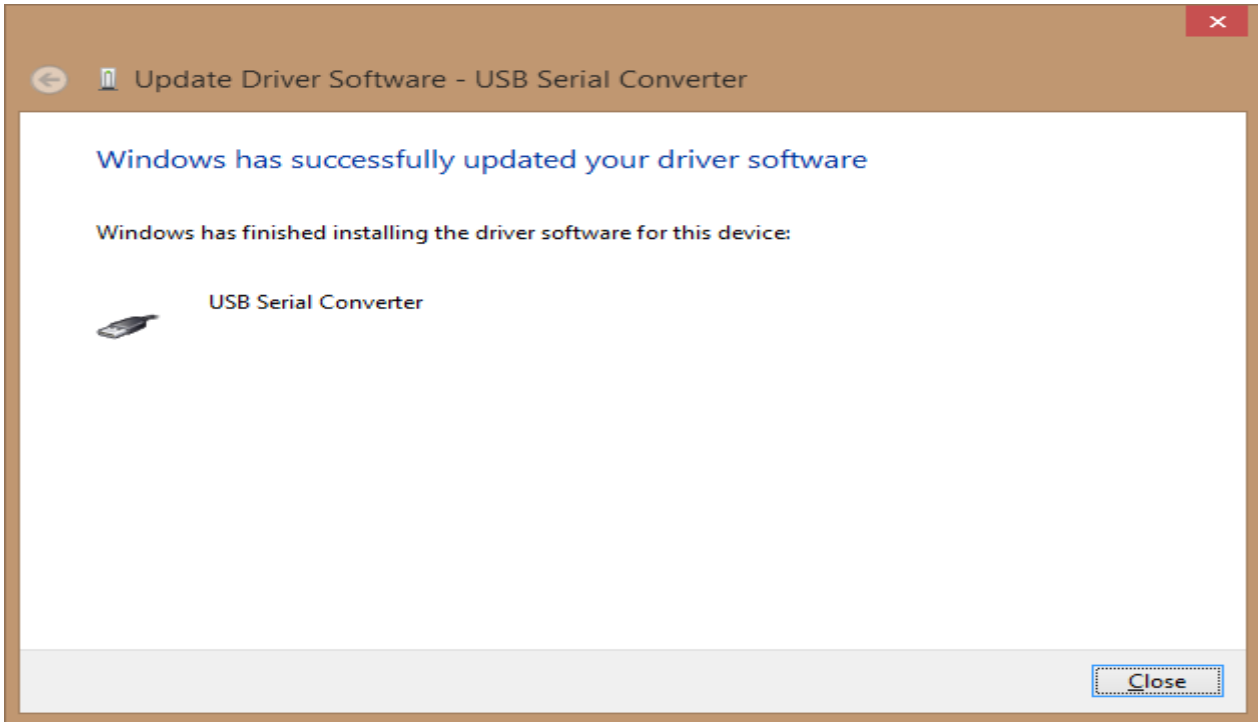 Update Driver Software - USB Serial Converter
Windows has successfully updated your driver software
Windows has finished installing the driver software for this device:
USB Serial Converter
Close